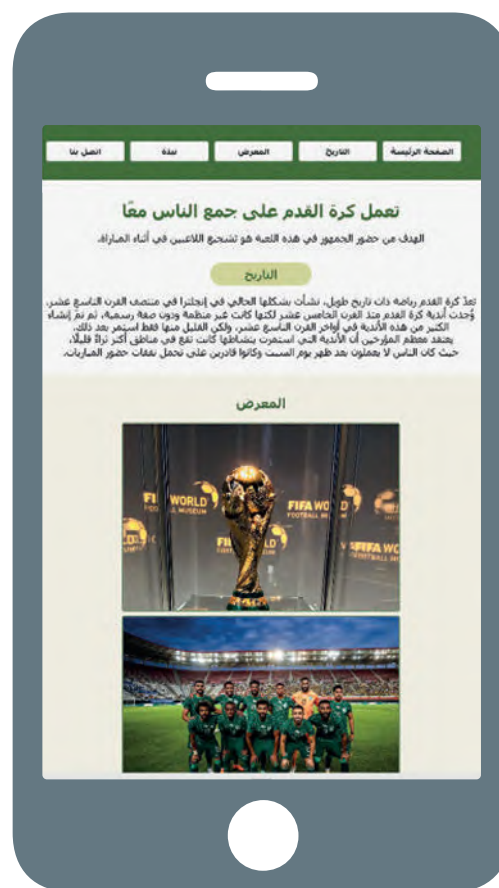 الصفحة الرئيسة
التاريخ
المعرض
نبذة
اتصل بنا
تعمل كرة القدم على جمع الناس معًا
الهدف من حضور الجمهور في هذه اللعبة هو تشجيع اللاعبين في أثناء المباراة.
التاريخ
تعدّ كرة القدم رياضة ذات تاريخ طويل، نشأت بشكلها الحالي في إنجلترا في منتصف القرن التاسع عشر.
وُجدت أندية كرة القدم منذ القرن الخامس عشر لكنها كانت غير منظمة ودون صفة رسمية، ثم تمّ إنشاء
الكثير من هذه الأندية في أواخر القرن التاسع عشر، ولكن القليل منها فقط استمر بعد ذلك.
يعتقد معظم المؤرخين أن الأندية التي استمرت بنشاطها كانت تقع في مناطق أكثر ثراءً قليلًا،
حيث كان الناس لا يعملون بعد ظهر يوم السبت وكانوا قادرين على تحمل نفقات حضور المباريات.
المعرض
FIFA WORLD
FOOTBALL MUSEUM